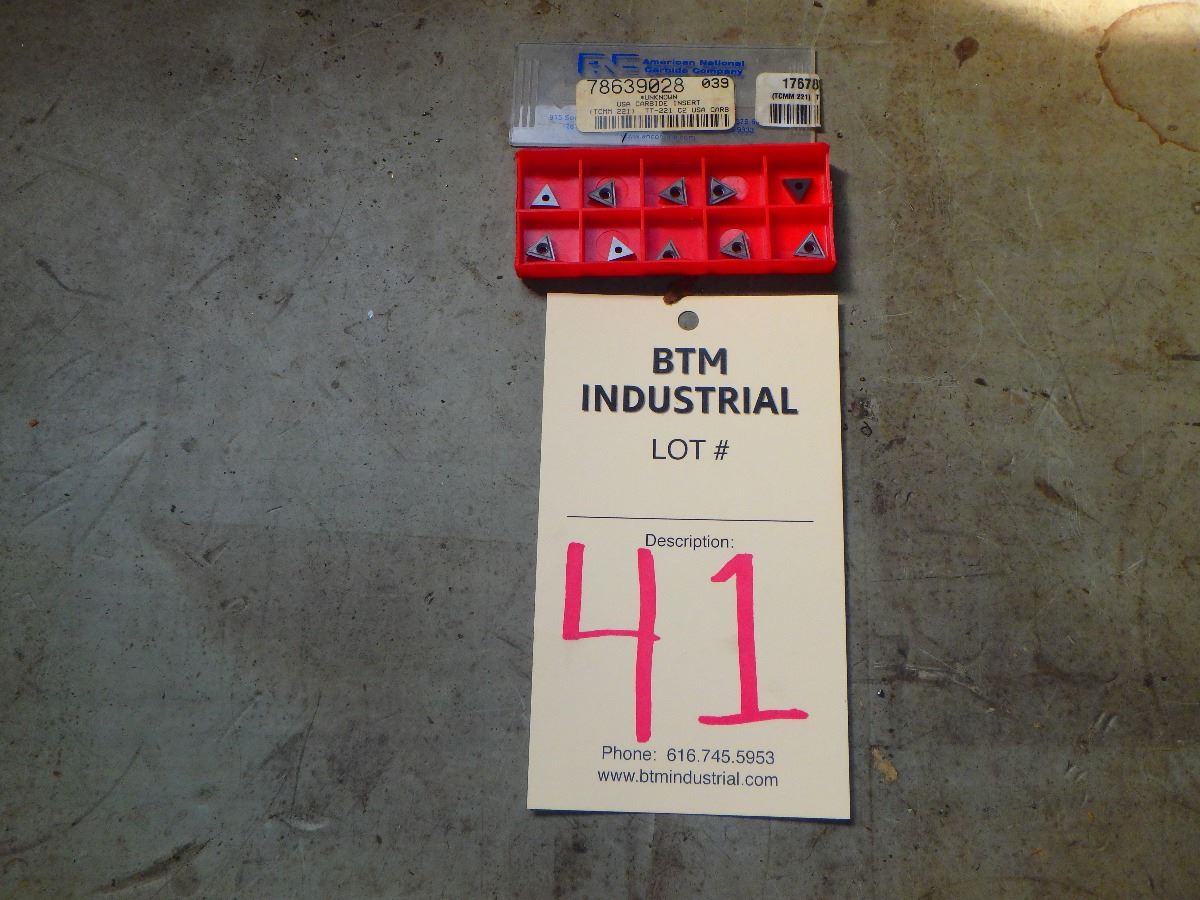 American National
Carbide Company
78639028 039
*UNKNOWN
USA CARBIDE INSERT
(TCMM 221) TT-221 C2 USA CARB
17678
(TCMM 221) T
BTM
INDUSTRIAL
LOT #
Description:
41
Phone: 616.745.5953
www.btmindustrial.com